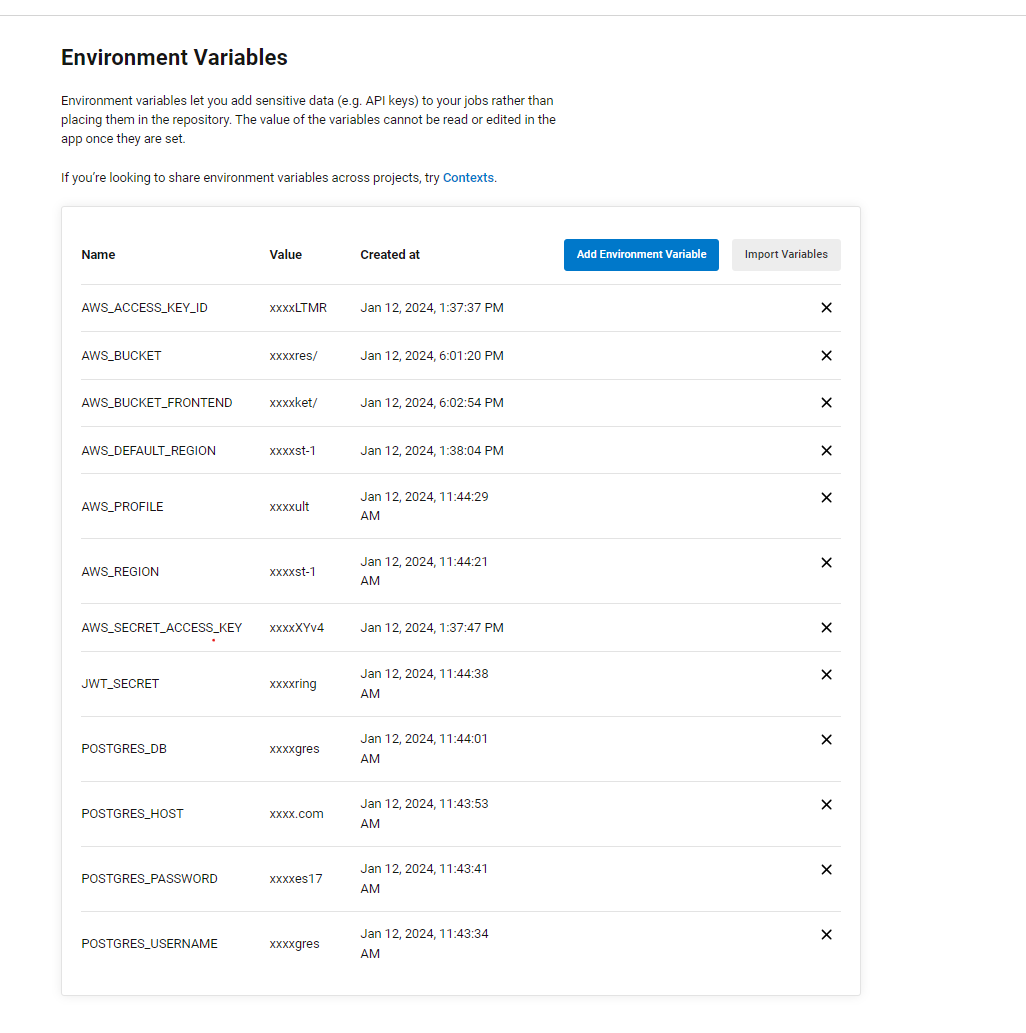 Environment Variables
Environment variables let you add sensitive data (e.g. API keys) to your jobs rather than
placing them in the repository. The value of the variables cannot be read or edited in the
app once they are set.
If you’re looking to share environment variables across projects, try Contexts.
Name Value Created at Add Environment Variable Import Variables
AWS_ACCESS_KEY_ID xxxxLTMR Jan 12, 2024, 1:37:37 PM
AWS_BUCKET xxxxres/ Jan 12, 2024, 6:01:20 PM
AWS_BUCKET_FRONTEND xxxxket/ Jan 12, 2024, 6:02:54 PM
AWS_DEFAULT_REGION xxxxst-1 Jan 12, 2024, 1:38:04 PM
AWS_PROFILE xxxxult Jan 12, 2024, 11:44:29
AM
AWS_REGION xxxxst-1 Jan 12, 2024, 11:44:21
AM
AWS_SECRET_ACCESS_KEY xxxxXYv4 Jan 12, 2024, 1:37:47 PM
JWT_SECRET xxxxring Jan 12, 2024, 11:44:38
AM
POSTGRES_DB xxxxgres Jan 12, 2024, 11:44:01
AM
POSTGRES_HOST xxxx.com Jan 12, 2024, 11:43:53
AM
POSTGRES_PASSWORD xxxxes17 Jan 12, 2024, 11:43:41
AM
POSTGRES_USERNAME xxxxgres Jan 12, 2024, 11:43:34
AM